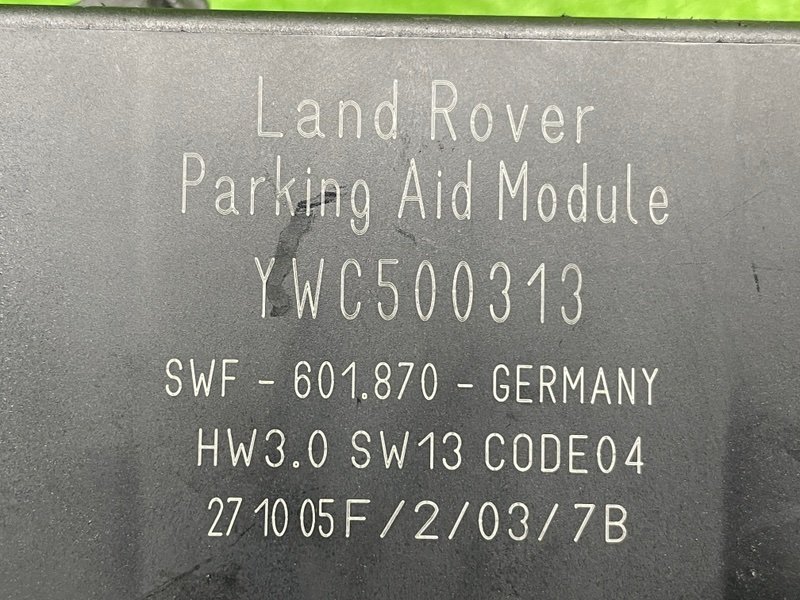 Land Rover
Parking Aid Module
YWC500313
SWF - 601.870 - GERMANY
HW3.0 SW13 CODE04
27 10 05 F / 2 / 03 / 7B